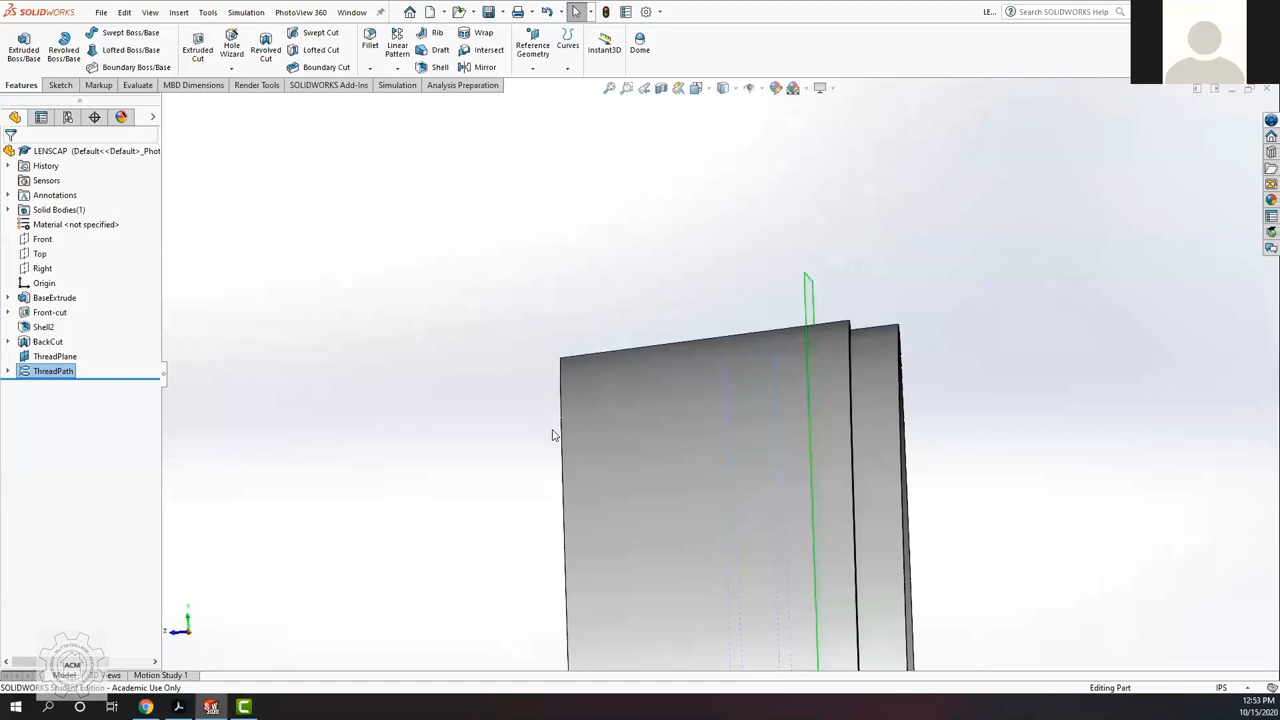 SOLIDWORKS File Edit View Insert Tools Simulation PhotoView 360 Window LE... Search SOLIDWORKS Help
Extruded Boss/Base
Revolved Boss/Base
Swept Boss/Base
Lofted Boss/Base
Boundary Boss/Base
Extruded Cut
Hole Wizard
Revolved Cut
Swept Cut
Lofted Cut
Boundary Cut
Fillet
Linear Pattern
Rib
Draft
Shell
Wrap
Intersect
Mirror
Reference Geometry
Curves
Instant3D
Dome
Features Sketch Markup Evaluate MBD Dimensions Render Tools SOLIDWORKS Add-Ins Simulation Analysis Preparation
LENSCAP (Default<<Default>_Phot
History
Sensors
Annotations
Solid Bodies(1)
Material <not specified>
Front
Top
Right
Origin
BaseExtrude
Front-cut
Shell2
BackCut
ThreadPlane
ThreadPath
Y
Z
ACM
Model 3D Views Motion Study 1
SOLIDWORKS Student Edition - Academic Use Only Editing Part IPS
12:53 PM
10/15/2020